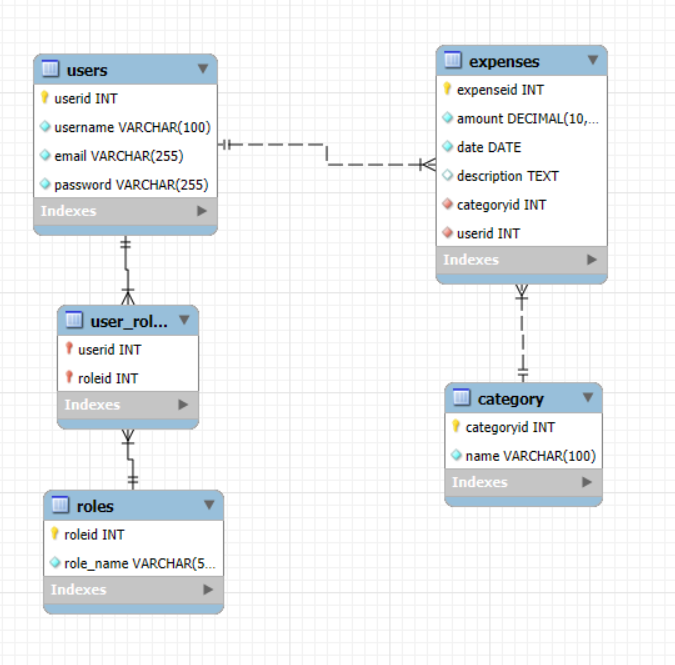 users
userid INT
username VARCHAR(100)
email VARCHAR(255)
password VARCHAR(255)
Indexes
expenses
expenseid INT
amount DECIMAL(10,...
date DATE
description TEXT
categoryid INT
userid INT
Indexes
user_rol...
userid INT
roleid INT
Indexes
category
categoryid INT
name VARCHAR(100)
Indexes
roles
roleid INT
role_name VARCHAR(5...
Indexes